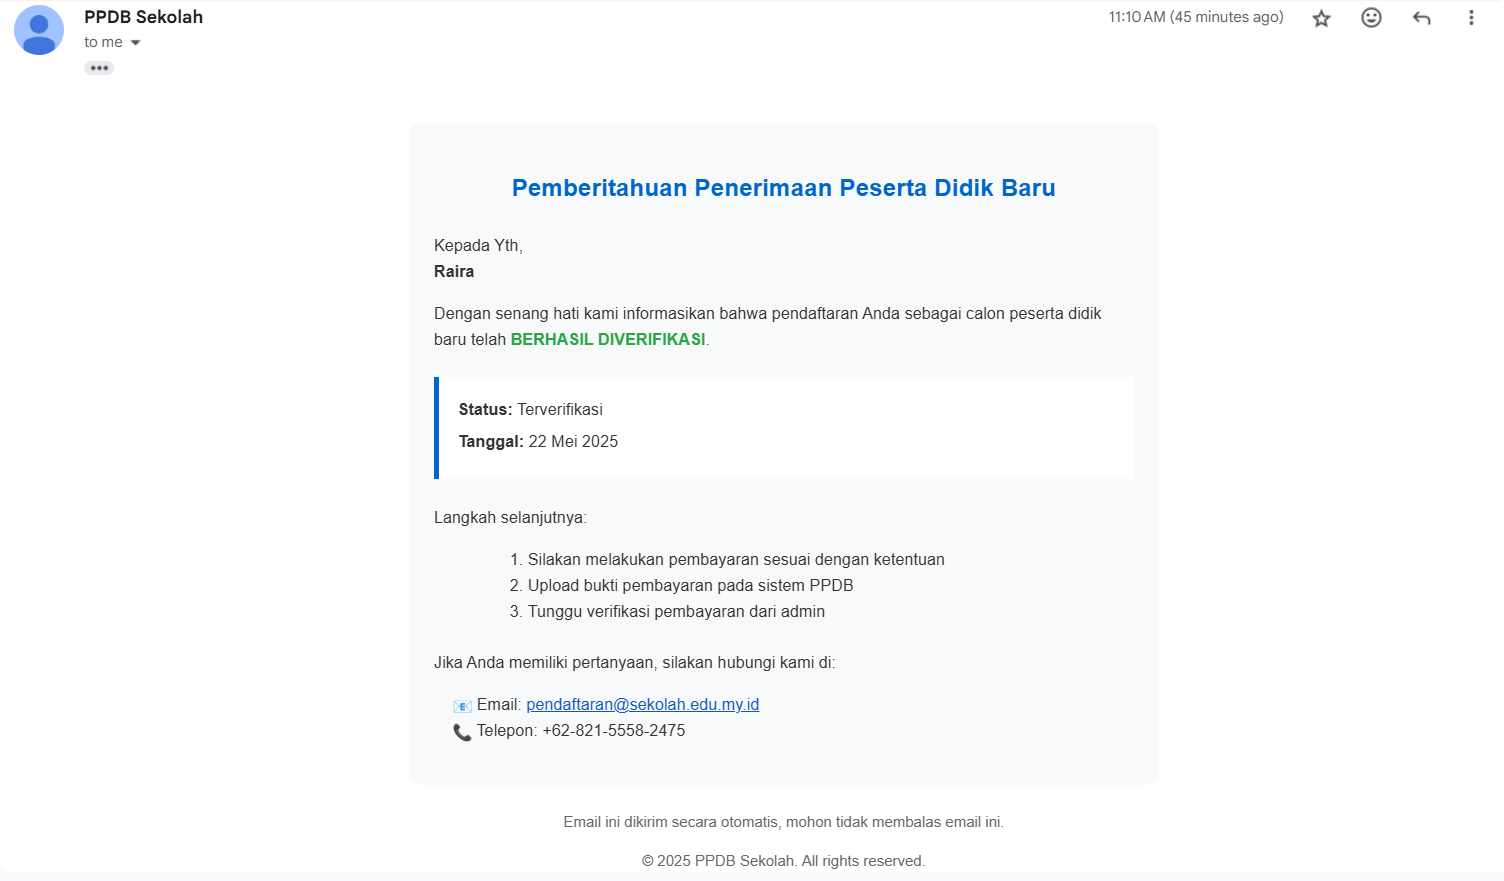 PPDB Sekolah
11:10 AM (45 minutes ago)
to me
Pemberitahuan Penerimaan Peserta Didik Baru
Kepada Yth,
Raira
Dengan senang hati kami informasikan bahwa pendaftaran Anda sebagai calon peserta didik
baru telah BERHASIL DIVERIFIKASI.
Status: Terverifikasi
Tanggal: 22 Mei 2025
Langkah selanjutnya:
1. Silakan melakukan pembayaran sesuai dengan ketentuan
2. Upload bukti pembayaran pada sistem PPDB
3. Tunggu verifikasi pembayaran dari admin
Jika Anda memiliki pertanyaan, silakan hubungi kami di:
📧 Email: pendaftaran@sekolah.edu.my.id
📞 Telepon: +62-821-5558-2475
Email ini dikirim secara otomatis, mohon tidak membalas email ini.
© 2025 PPDB Sekolah. All rights reserved.